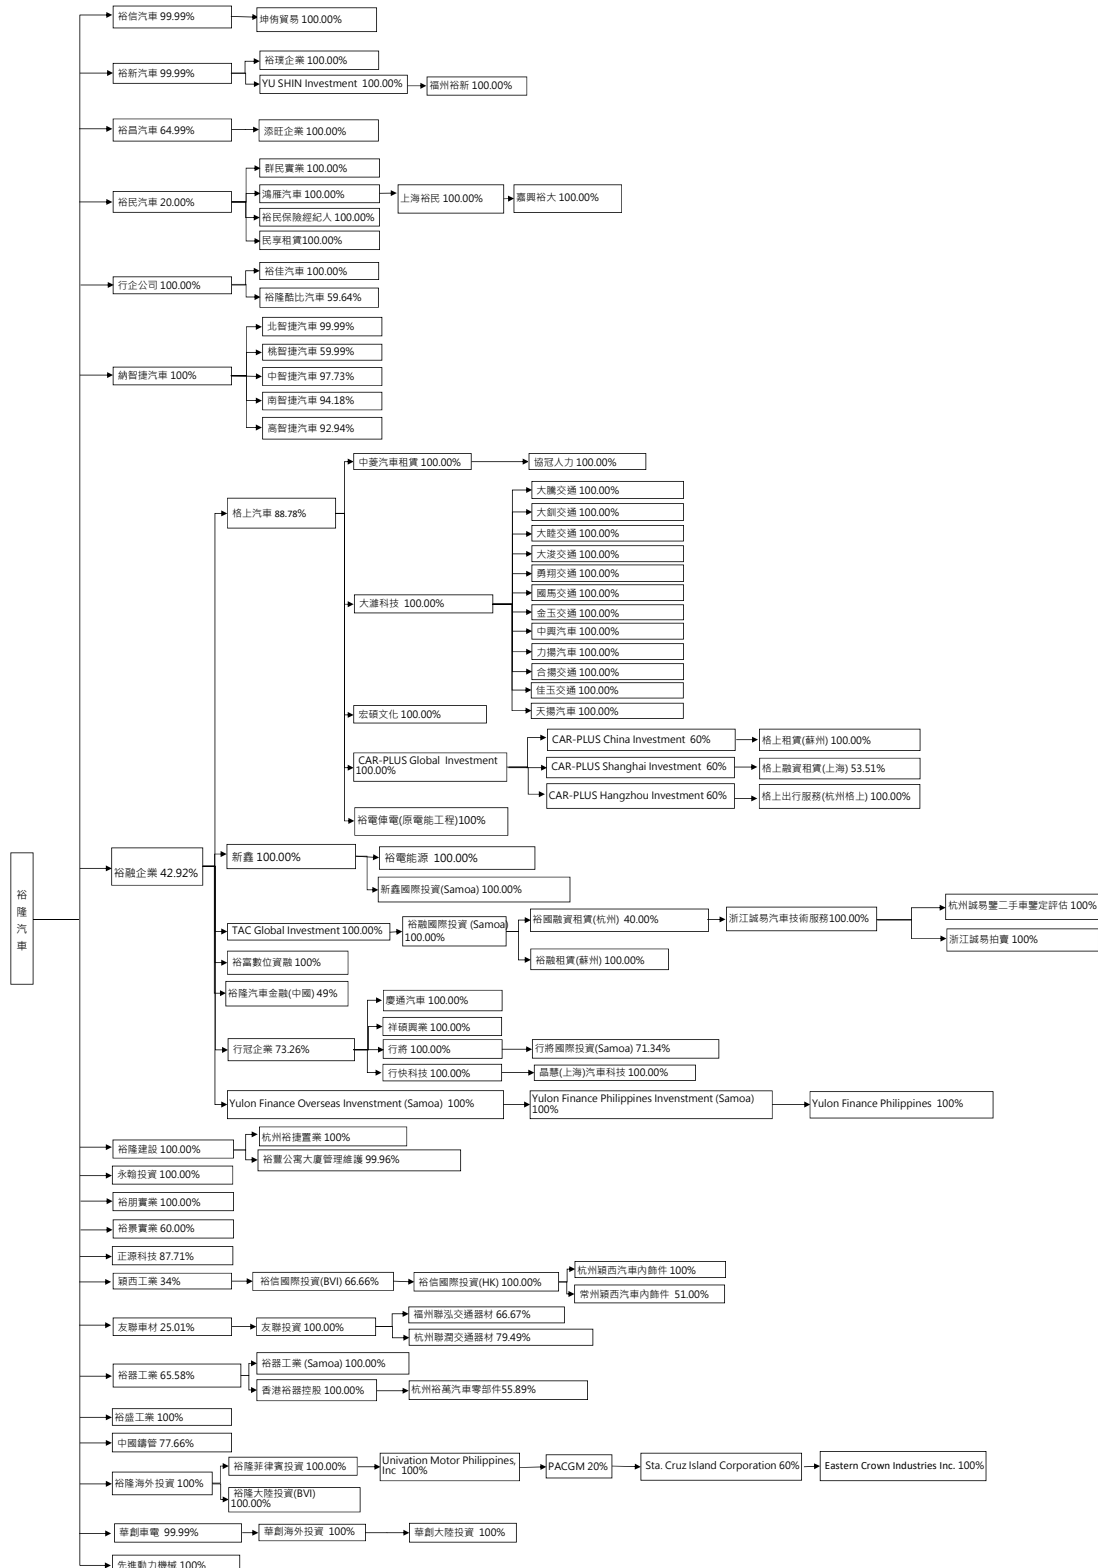 裕信汽車 99.99%
坤侑貿易 100.00%
裕新汽車 99.99%
裕璞企業 100.00%
YU SHIN Investment 100.00%
福州裕新 100.00%
裕昌汽車 64.99%
添旺企業 100.00%
裕民汽車 20.00%
群民實業 100.00%
鴻雁汽車 100.00%
上海裕民 100.00%
嘉興裕大 100.00%
裕民保險經紀人 100.00%
民享租賃100.00%
行企公司 100.00%
裕佳汽車 100.00%
裕隆酷比汽車 59.64%
納智捷汽車 100%
北智捷汽車 99.99%
桃智捷汽車 59.99%
中智捷汽車 97.73%
南智捷汽車 94.18%
高智捷汽車 92.94%
裕隆汽車
裕融企業 42.92%
格上汽車 88.78%
中菱汽車租賃 100.00%
協冠人力 100.00%
大濰科技 100.00%
大騰交通 100.00%
大釧交通 100.00%
大睦交通 100.00%
大浚交通 100.00%
勇翔交通 100.00%
國馬交通 100.00%
金玉交通 100.00%
中興汽車 100.00%
力揚汽車 100.00%
合揚交通 100.00%
佳玉交通 100.00%
天揚汽車 100.00%
宏碩文化 100.00%
CAR-PLUS Global Investment
100.00%
CAR-PLUS China Investment 60%
格上租賃(蘇州) 100.00%
CAR-PLUS Shanghai Investment 60%
格上融資租賃(上海) 53.51%
CAR-PLUS Hangzhou Investment 60%
格上出行服務(杭州格上) 100.00%
裕電俥電(原電能工程)100%
新鑫 100.00%
裕電能源 100.00%
新鑫國際投資(Samoa) 100.00%
TAC Global Investment 100.00%
裕融國際投資 (Samoa)
100.00%
裕國融資租賃(杭州) 40.00%
浙江誠易汽車技術服務100.00%
杭州誠易鑒二手車鑒定評估 100%
浙江誠易拍賣 100%
裕融租賃(蘇州) 100.00%
裕富數位資融 100%
裕隆汽車金融(中國) 49%
行冠企業 73.26%
慶通汽車 100.00%
祥碩興業 100.00%
行將 100.00%
行將國際投資(Samoa) 71.34%
行快科技 100.00%
晶慧(上海)汽車科技 100.00%
Yulon Finance Overseas Invenstment (Samoa) 100%
Yulon Finance Philippines Invenstment (Samoa)
100%
Yulon Finance Philippines 100%
裕隆建設 100.00%
杭州裕捷置業 100%
裕豐公寓大廈管理維護 99.96%
永翰投資 100.00%
裕朋實業 100.00%
裕景實業 60.00%
正源科技 87.71%
穎西工業 34%
裕信國際投資(BVI) 66.66%
裕信國際投資(HK) 100.00%
杭州穎西汽車內飾件 100%
常州穎西汽車內飾件 51.00%
友聯車材 25.01%
友聯投資 100.00%
福州聯泓交通器材 66.67%
杭州聯潤交通器材 79.49%
裕器工業 65.58%
裕器工業 (Samoa) 100.00%
香港裕器控股 100.00%
杭州裕萬汽車零部件55.89%
裕盛工業 100%
中國鑄管 77.66%
裕隆海外投資 100%
裕隆菲律賓投資 100.00%
Univation Motor Philippines,
Inc 100%
PACGM 20%
Sta. Cruz Island Corporation 60%
Eastern Crown Industries Inc. 100%
裕隆大陸投資(BVI)
100.00%
華創車電 99.99%
華創海外投資 100%
華創大陸投資 100%
先進動力機械 100%